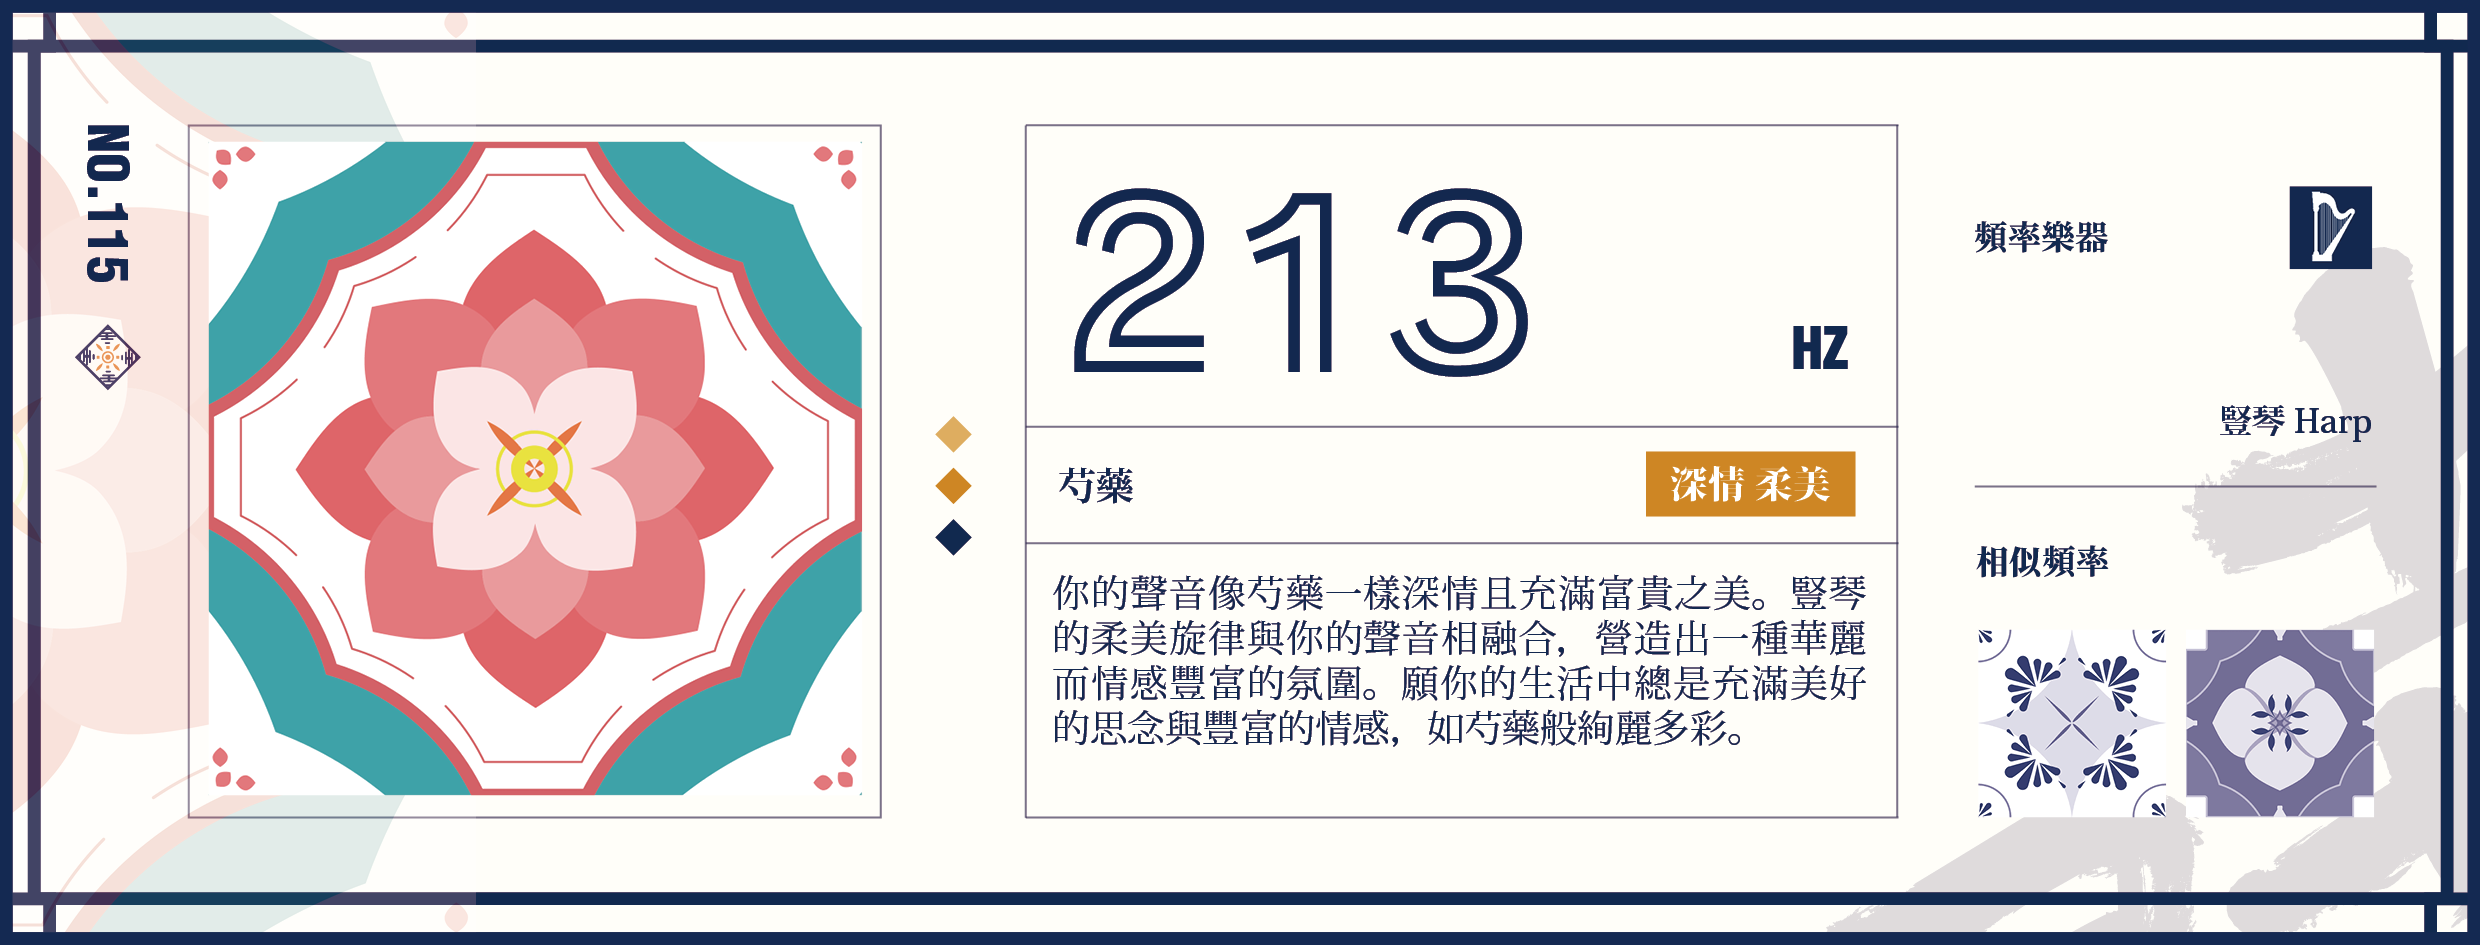 NO.115
213
HZ
芍藥
深情 柔美
你的聲音像芍藥一樣深情且充滿富貴之美。豎琴
的柔美旋律與你的聲音相融合，營造出一種華麗
而情感豐富的氛圍。願你的生活中總是充滿美好
的思念與豐富的情感，如芍藥般絢麗多彩。
頻率樂器
豎琴 Harp
相似頻率